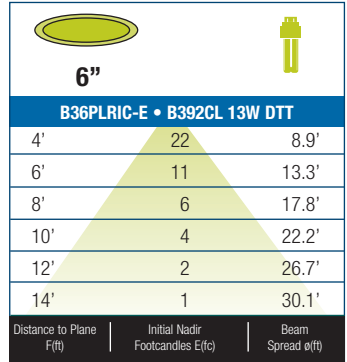 6”
B36PLRIC-E • B392CL 13W DTT
4’ 22 8.9’
6’ 11 13.3’
8’ 6 17.8’
10’ 4 22.2’
12’ 2 26.7’
14’ 1 30.1’
Distance to Plane Initial Nadir Beam
F(ft) Footcandles E(fc) Spread ø(ft)